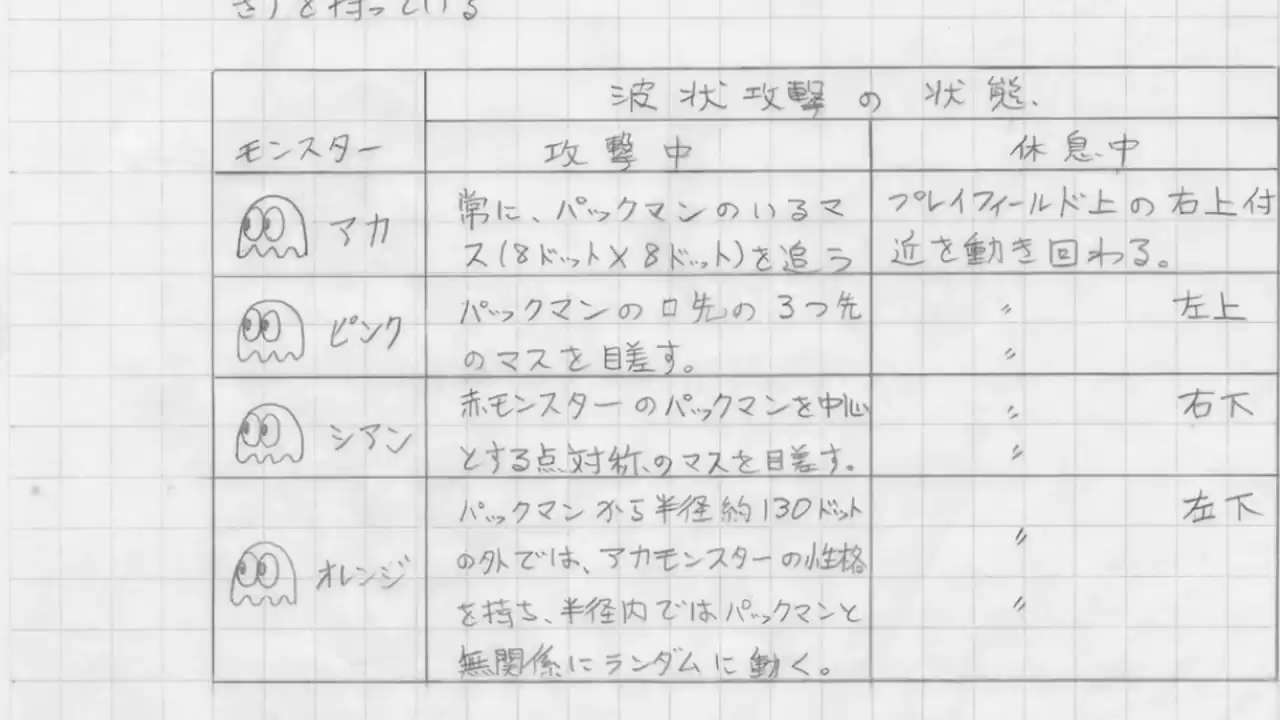 さ）を持っている
波状攻撃の状態.
モンスター 攻撃中 休息中
アカ 常に、パックマンのいるマ プレイフィールド上の右上付
ス(8ドット×8ドット)を追う 近を動き回わる。
ピンク パックマンの口先の3つ先 〃 左上
のマスを目差す。 〃
シアン 赤モンスターのパックマンを中心 〃 右下
とする点対称のマスを目差す。 〃
オレンジ パックマンから半径約130ドット 〃 左下
の外では、アカモンスターの性格
を持ち、半径内ではパックマンと 〃
無関係にランダムに動く。